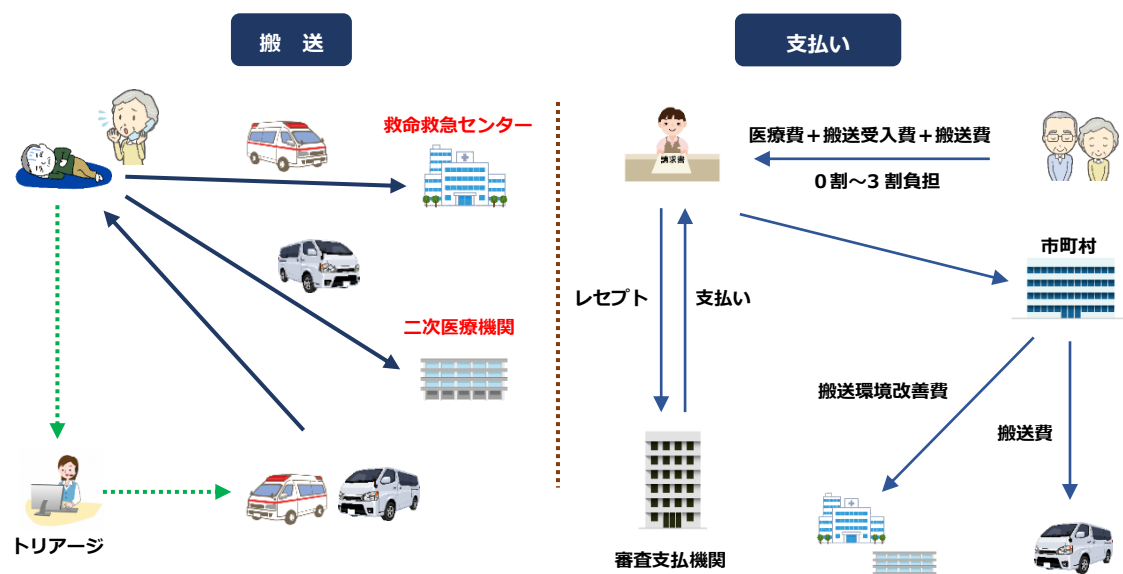 搬　送
支払い
救命救急センター
二次医療機関
トリアージ
請求書
医療費＋搬送受入費＋搬送費
０割～３割負担
市町村
レセプト
支払い
搬送環境改善費
搬送費
審査支払機関